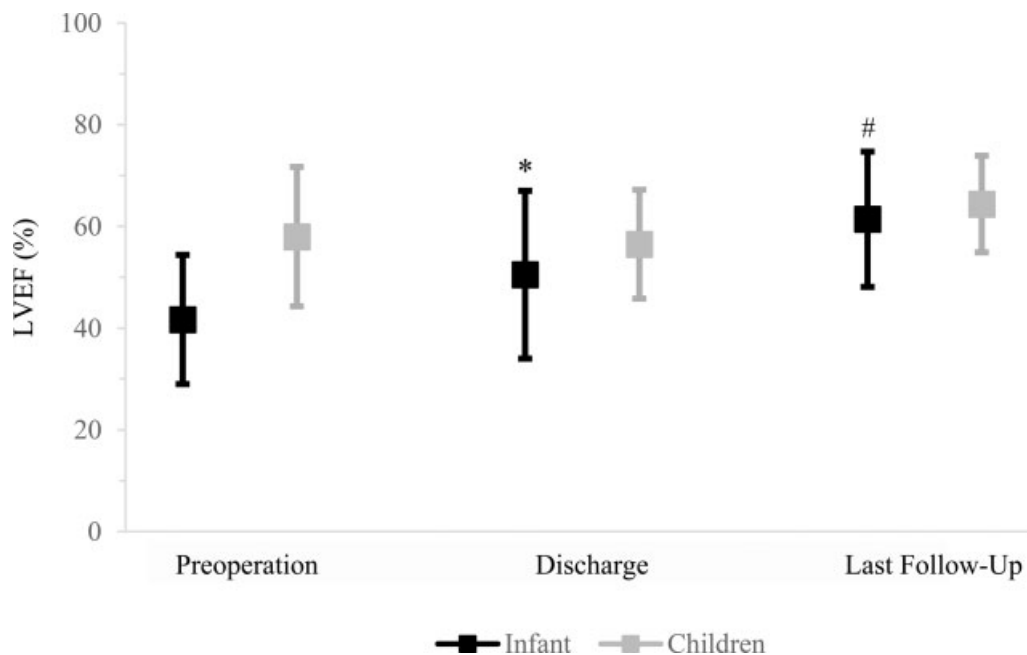 100
80
60
40
20
0
LVEF (%)
*
#
Preoperation
Discharge
Last Follow-Up
Infant
Children